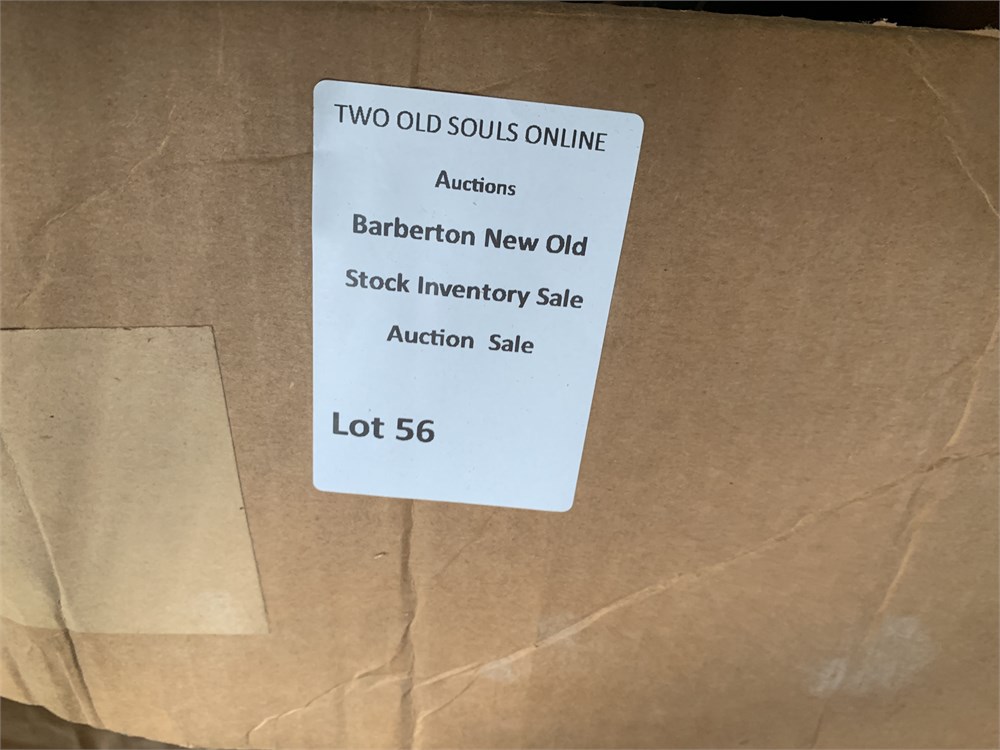 TWO OLD SOULS ONLINE
Auctions
Barberton New Old
Stock Inventory Sale
Auction Sale
Lot 56